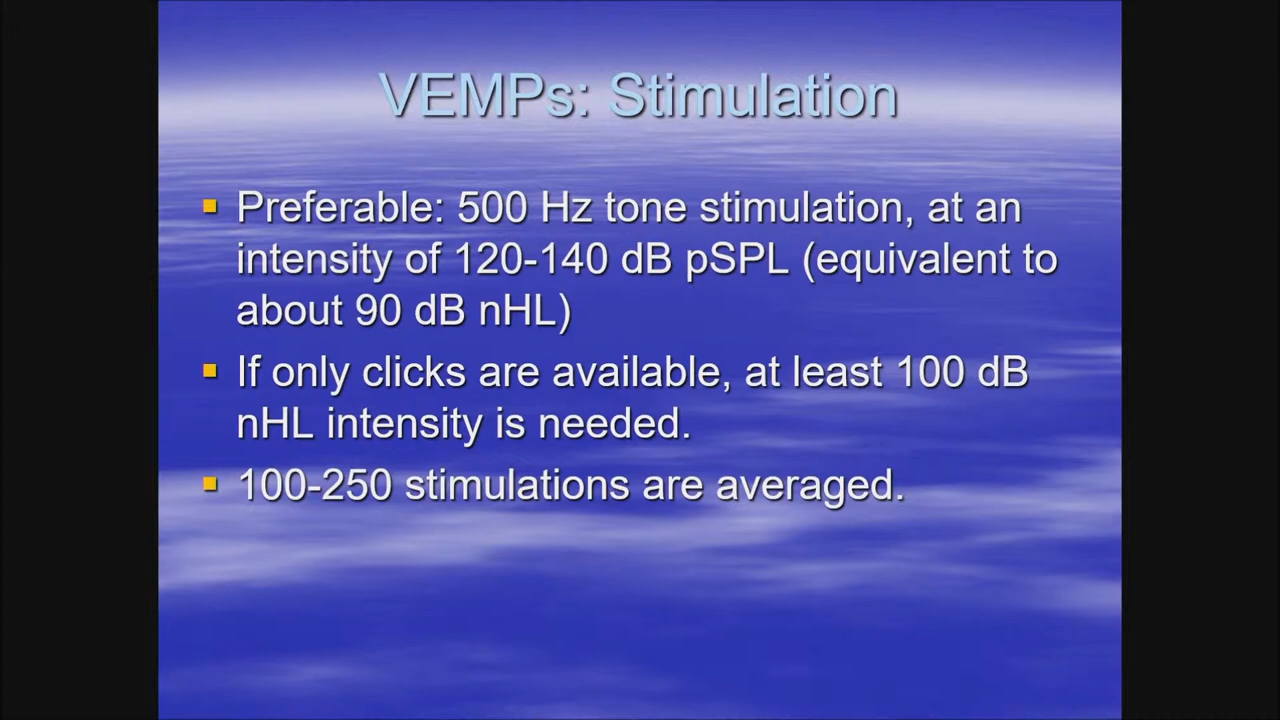 VEMPs: Stimulation
Preferable: 500 Hz tone stimulation, at an
intensity of 120-140 dB pSPL (equivalent to
about 90 dB nHL)
If only clicks are available, at least 100 dB
nHL intensity is needed.
100-250 stimulations are averaged.